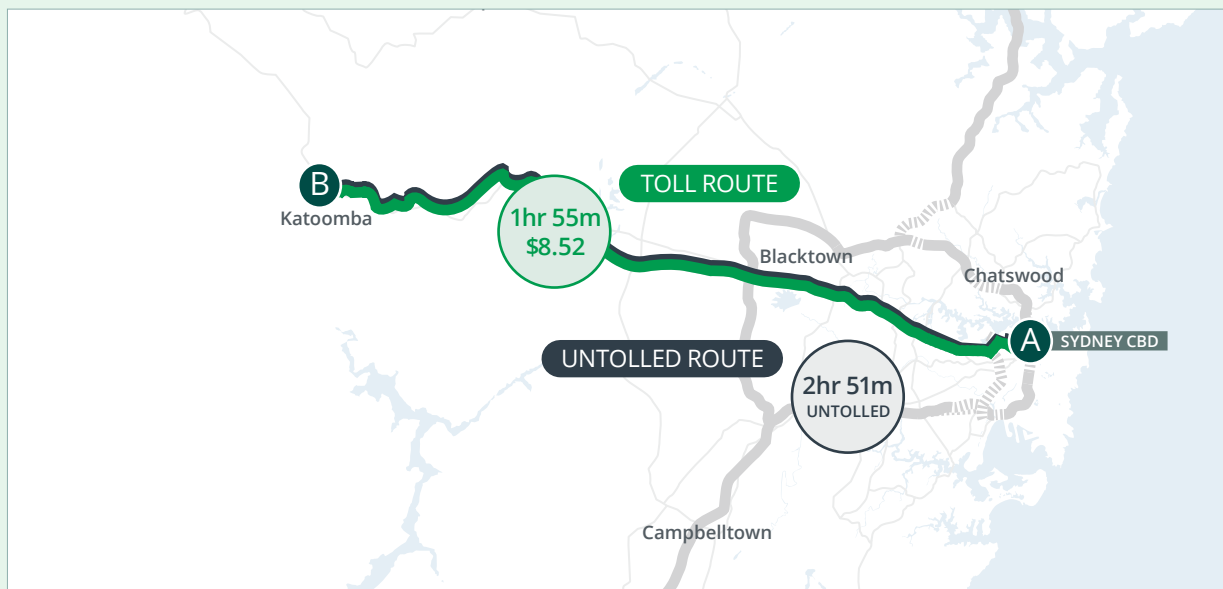 B
Katoomba
TOLL ROUTE
1hr 55m
$8.52
Blacktown
Chatswood
A
SYDNEY CBD
UNTOLLED ROUTE
2hr 51m
UNTOLLED
Campbelltown